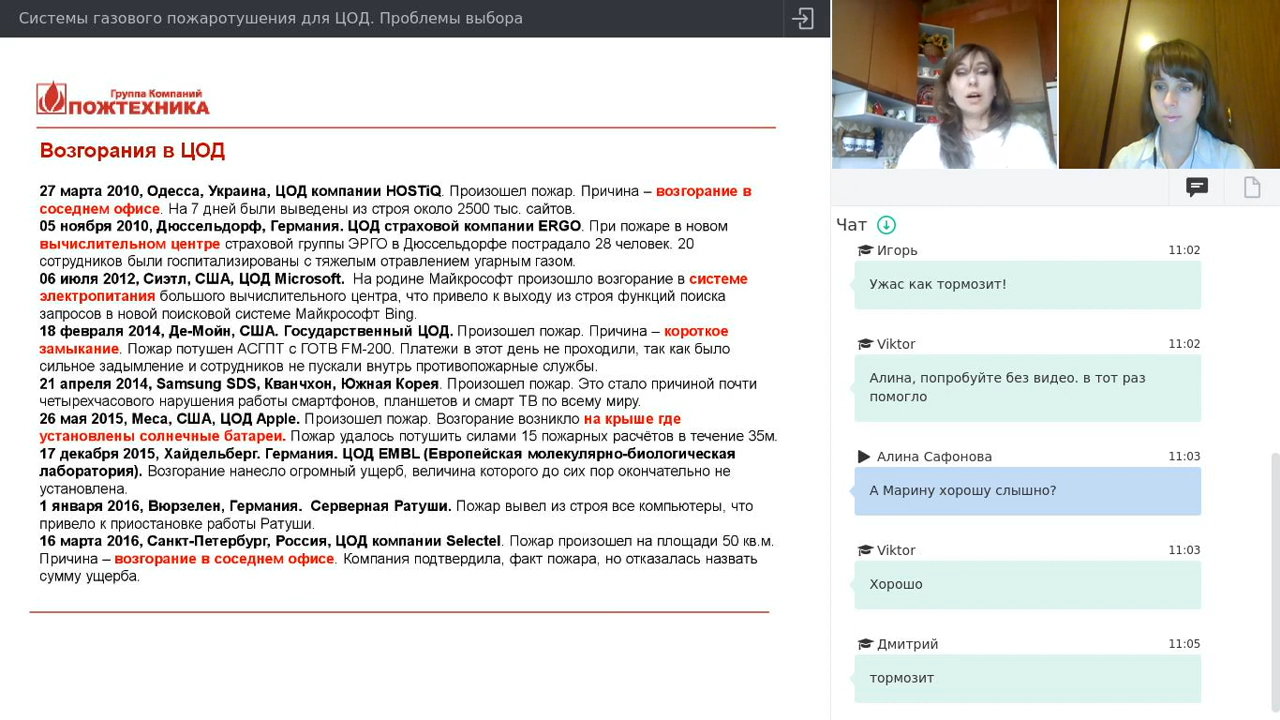 Системы газового пожаротушения для ЦОД. Проблемы выбора
Группа Компаний
ПОЖТЕХНИКА
Возгорания в ЦОД
27 марта 2010, Одесса, Украина, ЦОД компании HOSTiQ. Произошел пожар. Причина – возгорание в
соседнем офисе. На 7 дней были выведены из строя около 2500 тыс. сайтов.
05 ноября 2010, Дюссельдорф, Германия. ЦОД страховой компании ERGO. При пожаре в новом
вычислительном центре страховой группы ЭРГО в Дюссельдорфе пострадало 28 человек. 20
сотрудников были госпитализированы с тяжелым отравлением угарным газом.
06 июля 2012, Сиэтл, США, ЦОД Microsoft. На родине Майкрософт произошло возгорание в системе
электропитания большого вычислительного центра, что привело к выходу из строя функций поиска
запросов в новой поисковой системе Майкрософт Bing.
18 февраля 2014, Де-Мойн, США. Государственный ЦОД. Произошел пожар. Причина – короткое
замыкание. Пожар потушен АСГПТ с ГОТВ FM-200. Платежи в этот день не проходили, так как было
сильное задымление и сотрудников не пускали внутрь противопожарные службы.
21 апреля 2014, Samsung SDS, Кванчхон, Южная Корея. Произошел пожар. Это стало причиной почти
четырехчасового нарушения работы смартфонов, планшетов и смарт ТВ по всему миру.
26 мая 2015, Меса, США, ЦОД Apple. Произошел пожар. Возгорание возникло на крыше где
установлены солнечные батареи. Пожар удалось потушить силами 15 пожарных расчётов в течение 35м.
17 декабря 2015, Хайдельберг. Германия. ЦОД EMBL (Европейская молекулярно-биологическая
лаборатория). Возгорание нанесло огромный ущерб, величина которого до сих пор окончательно не
установлена.
1 января 2016, Вюрзелен, Германия. Серверная Ратуши. Пожар вывел из строя все компьютеры, что
привело к приостановке работы Ратуши.
16 марта 2016, Санкт-Петербург, Россия, ЦОД компании Selectel. Пожар произошел на площади 50 кв.м.
Причина – возгорание в соседнем офисе. Компания подтвердила, факт пожара, но отказалась назвать
сумму ущерба.
Чат
Игорь 11:02
Ужас как тормозит!
Viktor 11:02
Алина, попробуйте без видео. в тот раз
помогло
Алина Сафонова 11:03
А Марину хорошу слышно?
Viktor 11:03
Хорошо
Дмитрий 11:05
тормозит